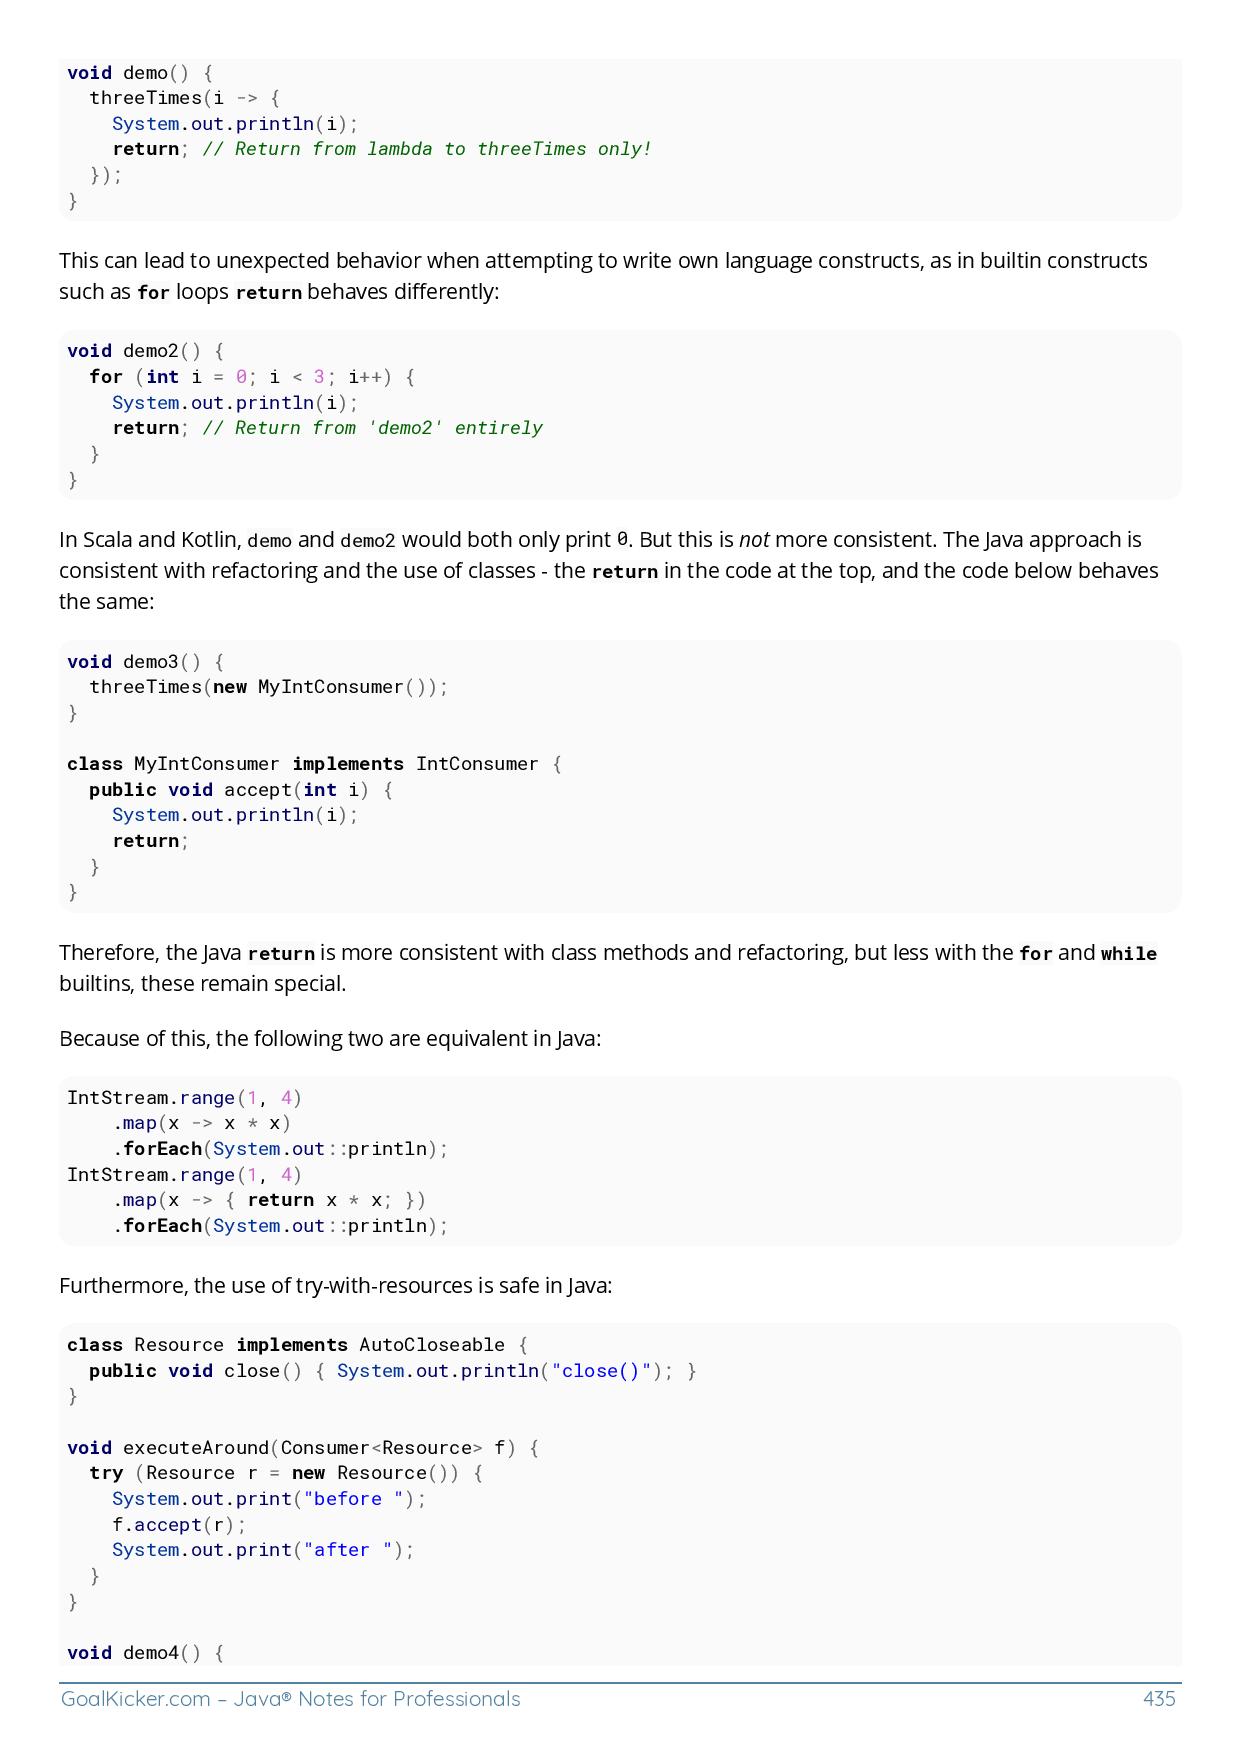 void demo() {
  threeTimes(i -> {
    System.out.println(i);
    return; // Return from lambda to threeTimes only!
  });
}
This can lead to unexpected behavior when attempting to write own language constructs, as in builtin constructs
such as for loops return behaves differently:
void demo2() {
  for (int i = 0; i < 3; i++) {
    System.out.println(i);
    return; // Return from 'demo2' entirely
  }
}
In Scala and Kotlin, demo and demo2 would both only print 0. But this is not more consistent. The Java approach is
consistent with refactoring and the use of classes - the return in the code at the top, and the code below behaves
the same:
void demo3() {
  threeTimes(new MyIntConsumer());
}
class MyIntConsumer implements IntConsumer {
  public void accept(int i) {
    System.out.println(i);
    return;
  }
}
Therefore, the Java return is more consistent with class methods and refactoring, but less with the for and while
builtins, these remain special.
Because of this, the following two are equivalent in Java:
IntStream.range(1, 4)
    .map(x -> x * x)
    .forEach(System.out::println);
IntStream.range(1, 4)
    .map(x -> { return x * x; })
    .forEach(System.out::println);
Furthermore, the use of try-with-resources is safe in Java:
class Resource implements AutoCloseable {
  public void close() { System.out.println("close()"); }
}
void executeAround(Consumer<Resource> f) {
  try (Resource r = new Resource()) {
    System.out.print("before ");
    f.accept(r);
    System.out.print("after ");
  }
}
void demo4() {
GoalKicker.com – Java® Notes for Professionals 435